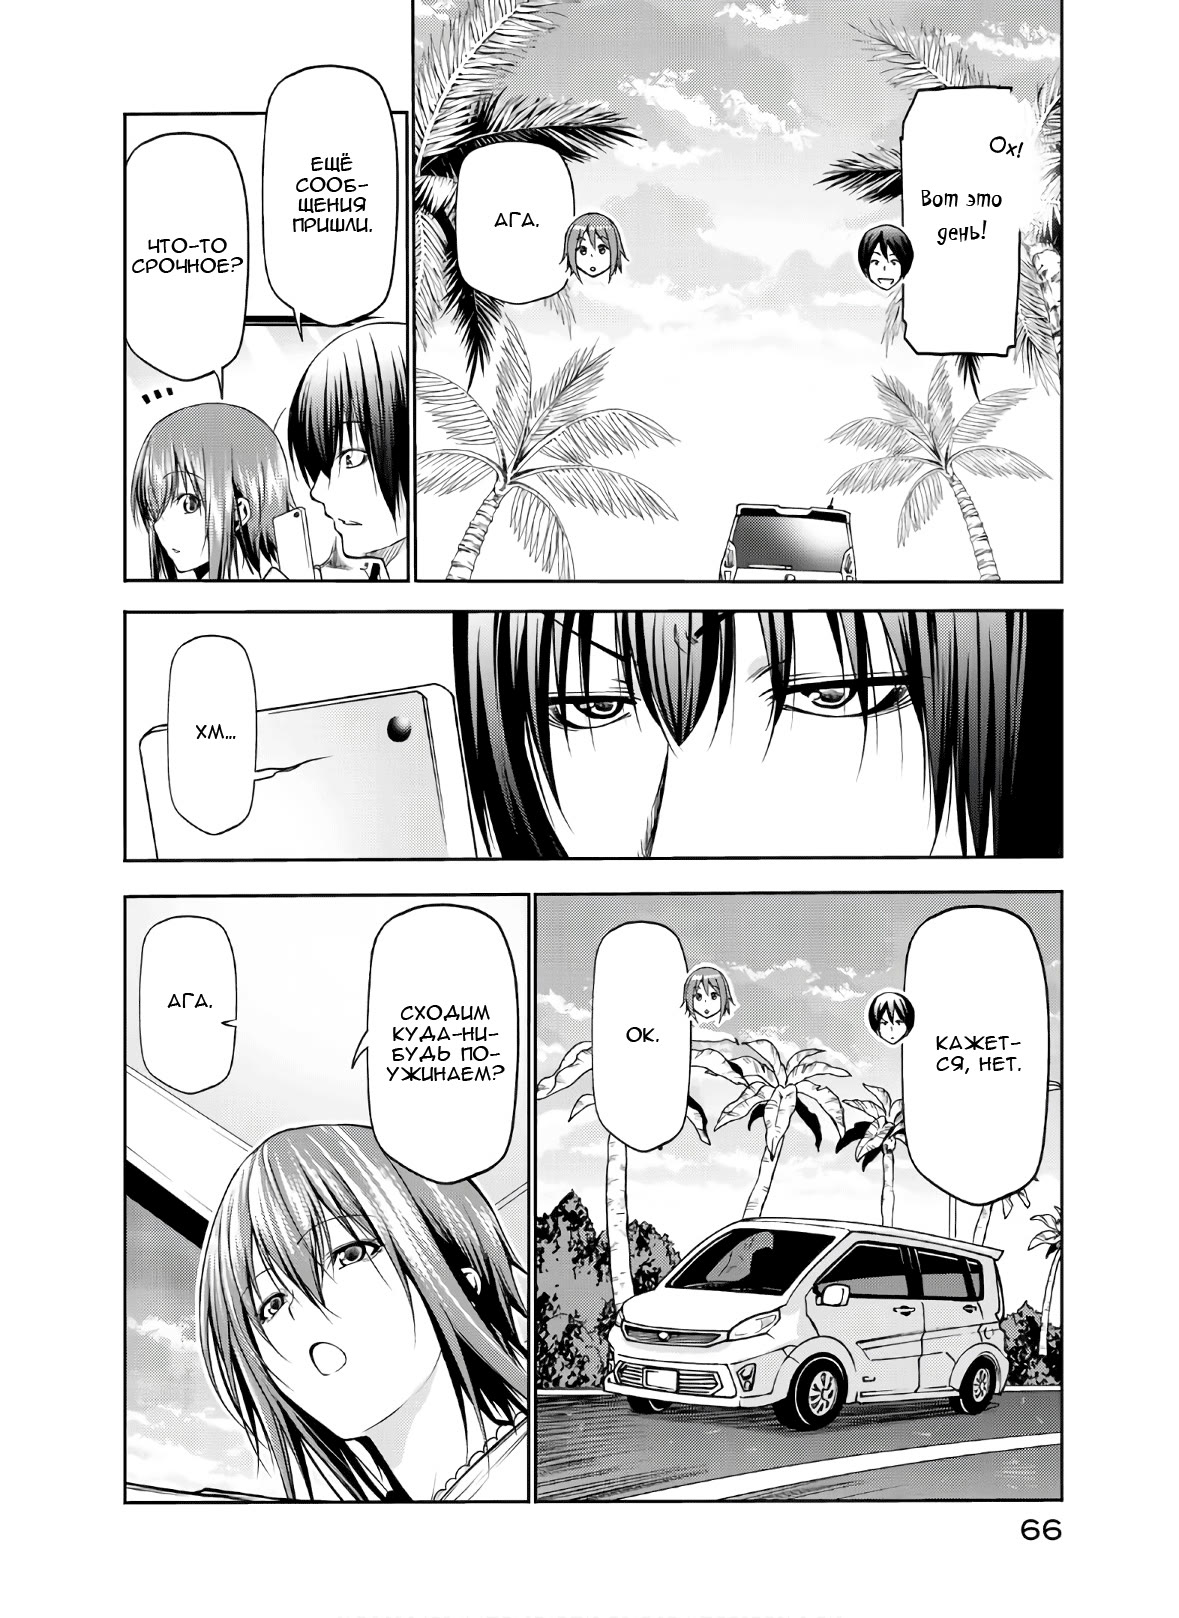 Ох!
Вот это
день!
АГА.
ЕЩЁ
СООБ-
ЩЕНИЯ
ПРИШЛИ.
ЧТО-ТО
СРОЧНОЕ?
ХМ...
КАЖЕТ-
СЯ, НЕТ.
ОК.
СХОДИМ
КУДА-НИ-
БУДЬ ПО-
УЖИНАЕМ?
АГА.
66